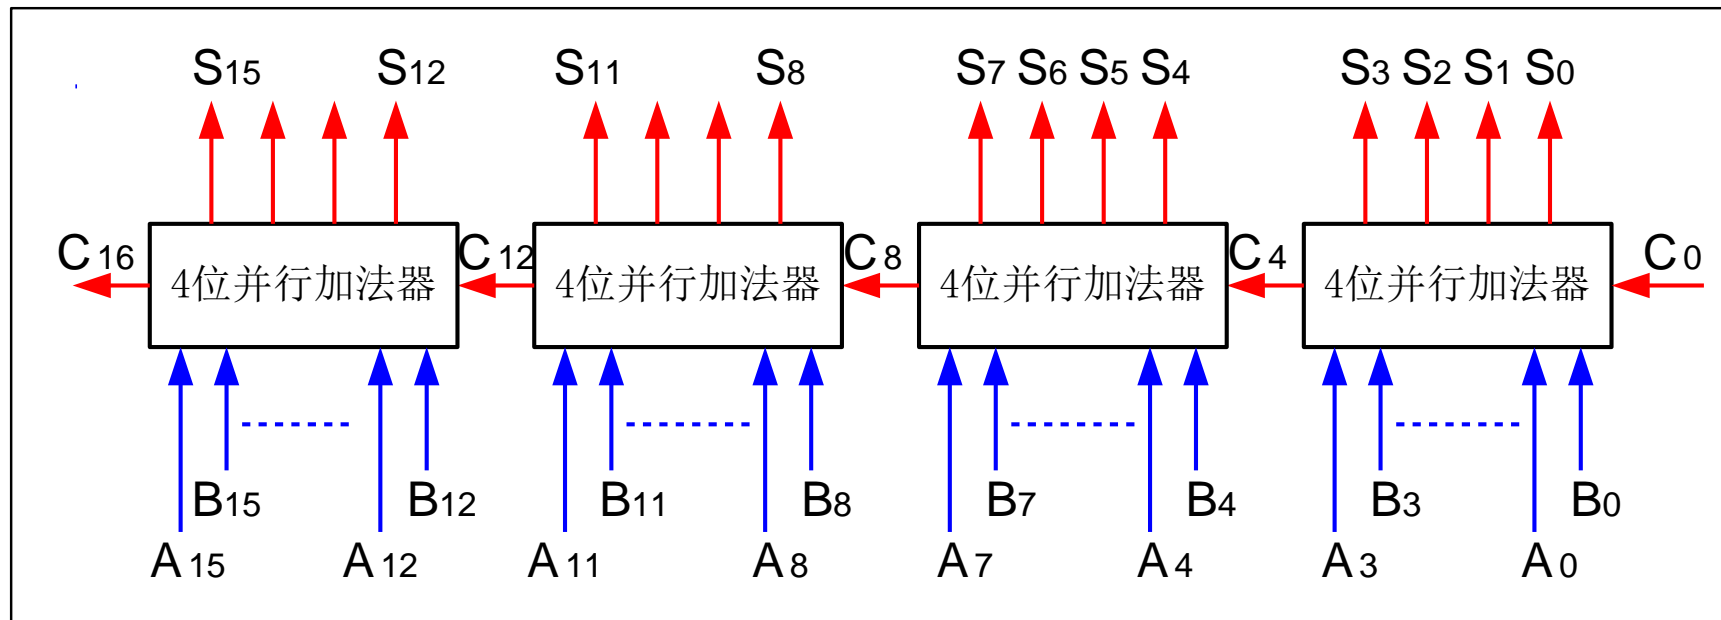 S15 S12 S11 S8 S7 S6 S5 S4 S3 S2 S1 S0
C16 C12 C8 C4 C0
4位并行加法器 4位并行加法器 4位并行加法器 4位并行加法器
B15 B12 B11 B8 B7 B4 B3 B0
A15 A12 A11 A8 A7 A4 A3 A0